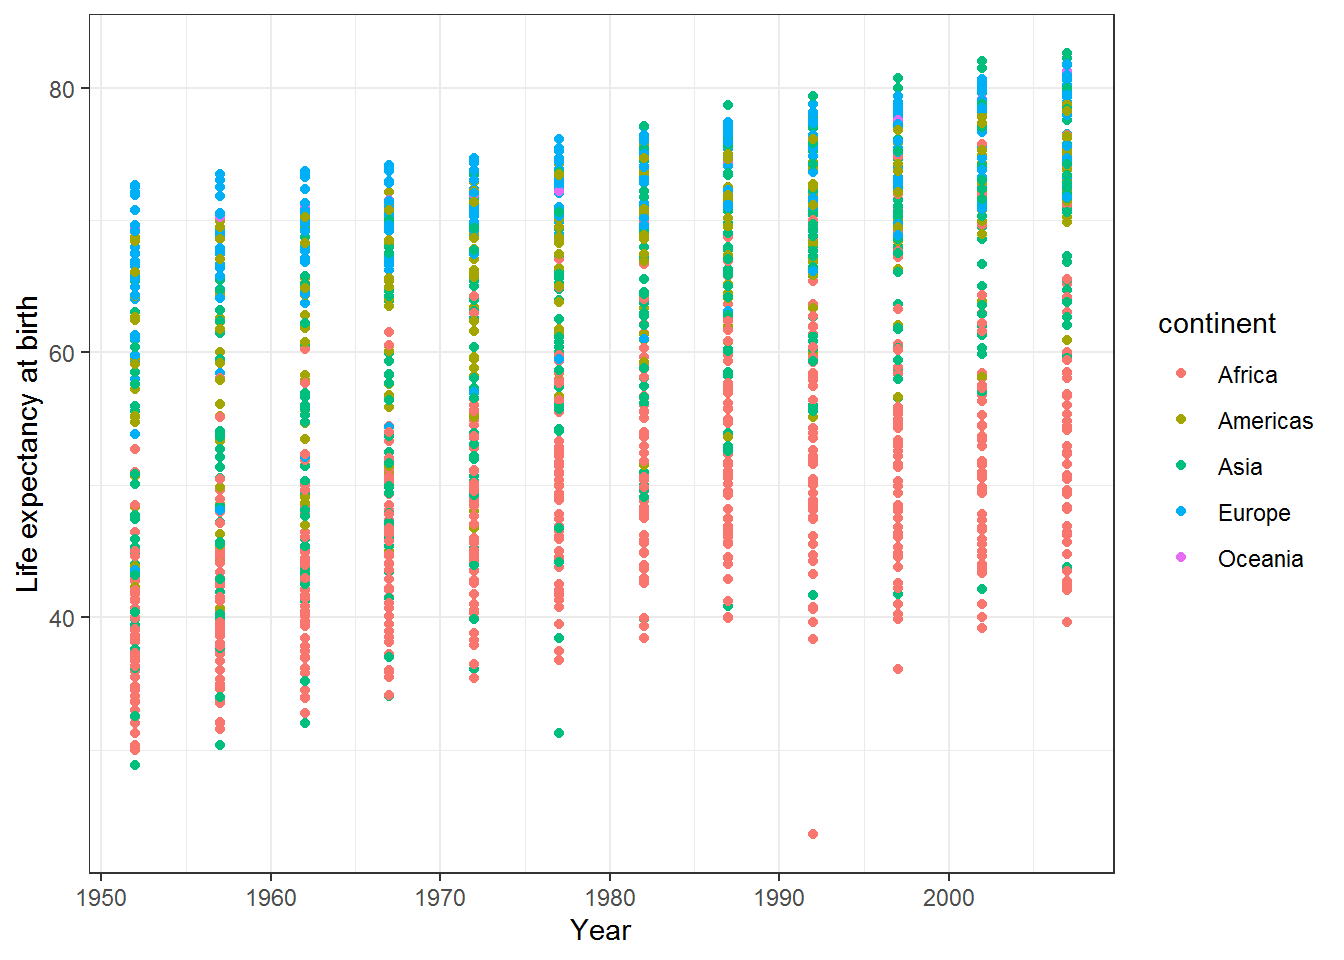 80
60
40
Life expectancy at birth
1950 1960 1970 1980 1990 2000
Year
continent
Africa
Americas
Asia
Europe
Oceania